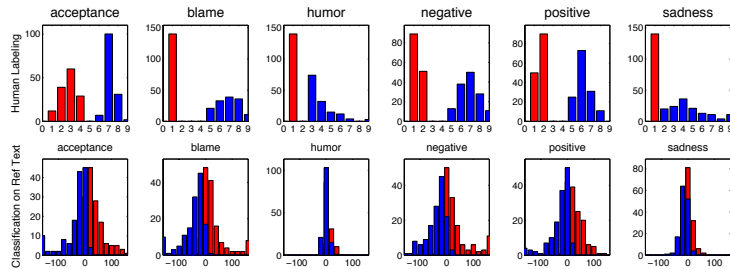 acceptance blame humor negative positive sadness
Human Labeling
100 50 0
150 100 50 0
150 100 50 0
80 60 40 20 0
80 60 40 20 0
150 100 50 0
0 1 2 3 4 5 6 7 8 9 0 1 2 3 4 5 6 7 8 9 0 1 2 3 4 5 6 7 8 9 0 1 2 3 4 5 6 7 8 9 0 1 2 3 4 5 6 7 8 9 0 1 2 3 4 5 6 7 8 9
acceptance blame humor negative positive sadness
Classification on Ref Text
40 20 0
40 20 0
100 50 0
40 20 0
40 20 0
80 60 40 20 0
−100 0 100 −100 0 100 −100 0 100 −100 0 100 −100 0 100 −100 0 100